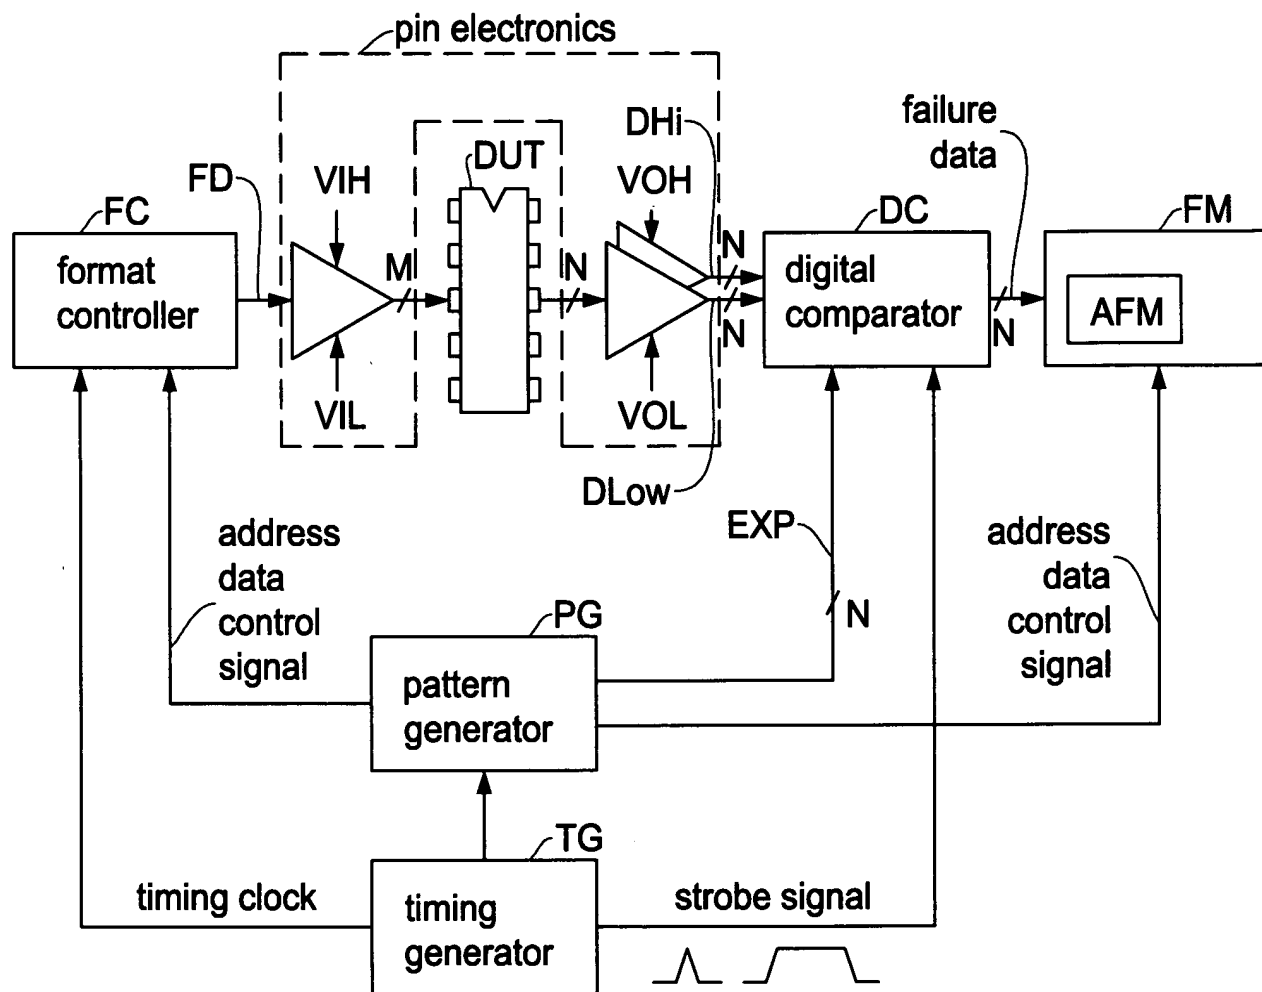 pin electronics
DHi
failure
data
DUT
FD
VIH
VOH
FC
DC
FM
format
controller
M
N
N
N
digital
comparator
N
AFM
VIL
VOL
DLow
EXP
address
data
control
signal
address
data
control
signal
N
PG
pattern
generator
TG
timing clock
strobe signal
timing
generator